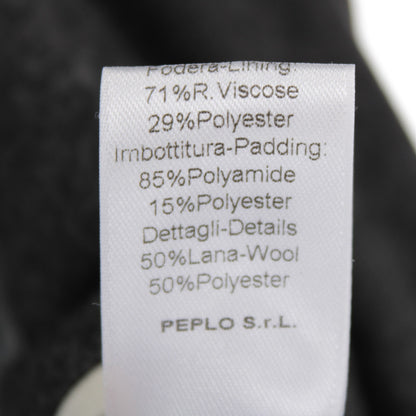 Fodera-Lining:
71%R.Viscose
29%Polyester
Imbottitura-Padding:
85%Polyamide
15%Polyester
Dettagli-Details
50%Lana-Wool
50%Polyester
PEPLO S.r.L.